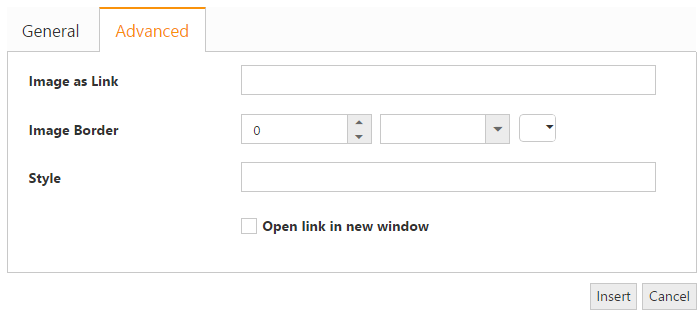 General Advanced
Image as Link
Image Border 0
Style
Open link in new window
Insert Cancel